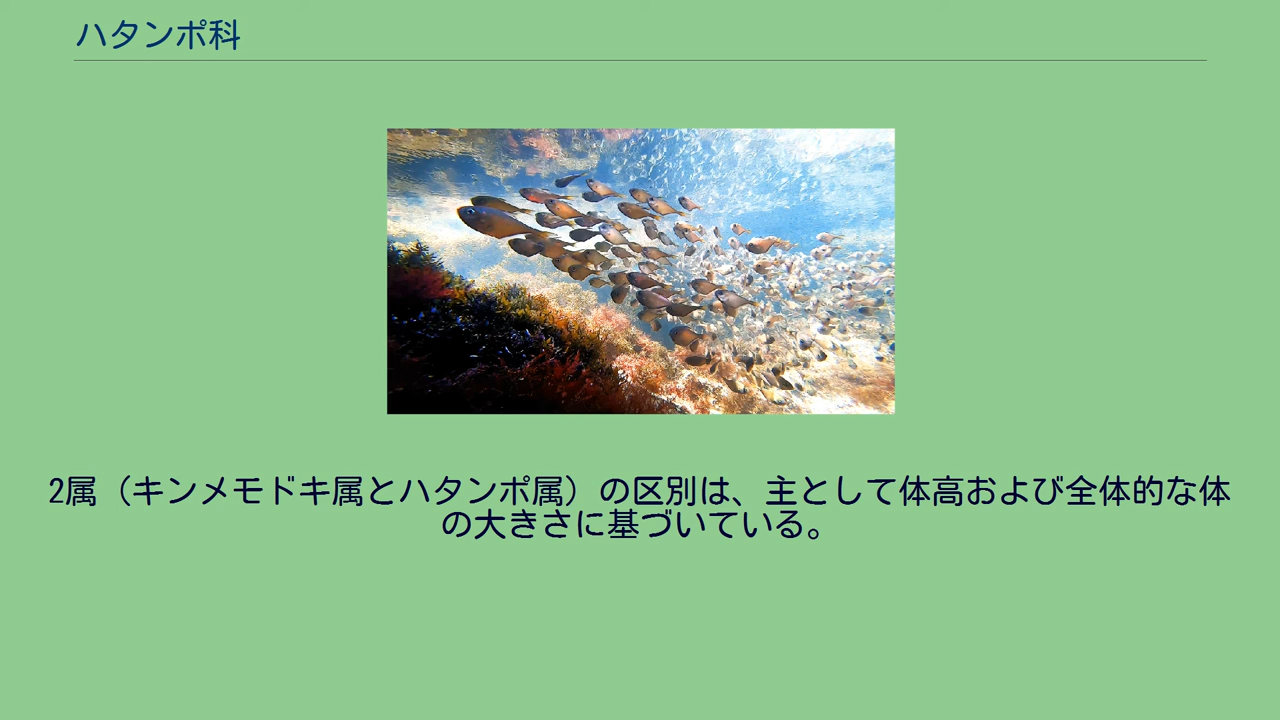 ハタンポ科
2属（キンメモドキ属とハタンポ属）の区別は、主として体高および全体的な体
の大きさに基づいている。